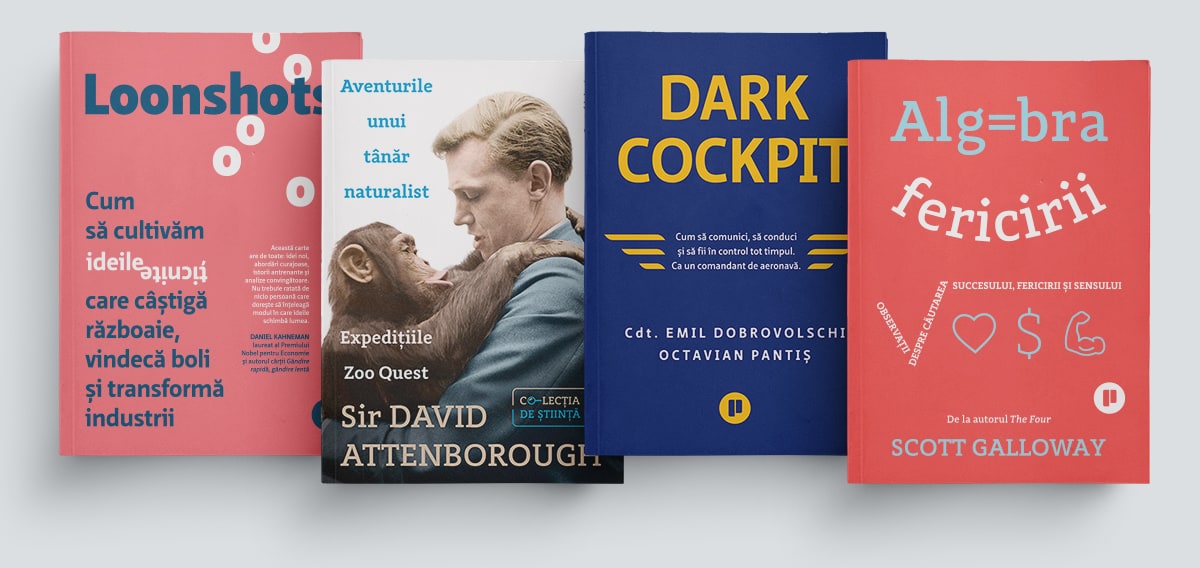 Loonshots
Cum
să cultivăm
ideile țicnite
care câștigă
războaie,
vindecă boli
și transformă
industrii
Această carte
are de toate: idei noi,
abordări curajoase,
istorii antrenante și
analize convingătoare.
Nu trebuie ratată de
nicio persoană care
dorește să înțeleagă
modul în care ideile
schimbă lumea.
DANIEL KAHNEMAN
laureat al Premiului
Nobel pentru Economie
și autorul cărții Gândire
rapidă, gândire lentă
Aventurile
unui
tânăr
naturalist
Expedițiile
Zoo Quest
COLECȚIA
DE ȘTIINȚĂ
Sir DAVID
ATTENBOROUGH
DARK
COCKPIT
Cum să comunici, să conduci
și să fii în control tot timpul.
Ca un comandant de aeronavă.
Cdt. EMIL DOBROVOLSCHI
OCTAVIAN PANTIȘ
Alg=bra
fericirii
OBSERVAȚII
DESPRE CĂUTAREA
SUCCESULUI, FERICIRII ȘI SENSULUI
$
De la autorul The Four
SCOTT GALLOWAY